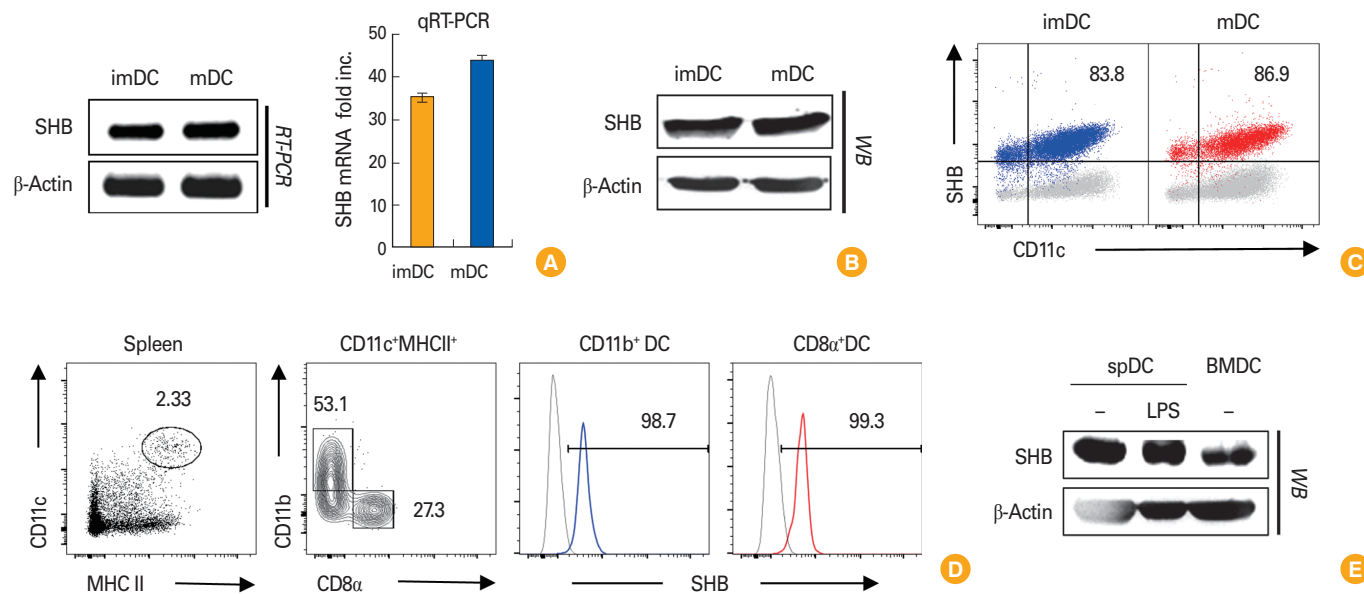 imDC mDC
SHB
β-Actin
RT-PCR
qRT-PCR
SHB mRNA fold inc.
50
40
30
20
10
0
imDC mDC
A
imDC mDC
SHB
β-Actin
WB
B
imDC mDC
83.8 86.9
SHB
CD11c
C
Spleen
2.33
CD11c
MHC II
CD11c⁺MHCII⁺
53.1
27.3
CD11b
CD8α
CD11b⁺ DC
98.7
CD8α⁺DC
99.3
SHB
D
spDC BMDC
– LPS –
SHB
β-Actin
WB
E